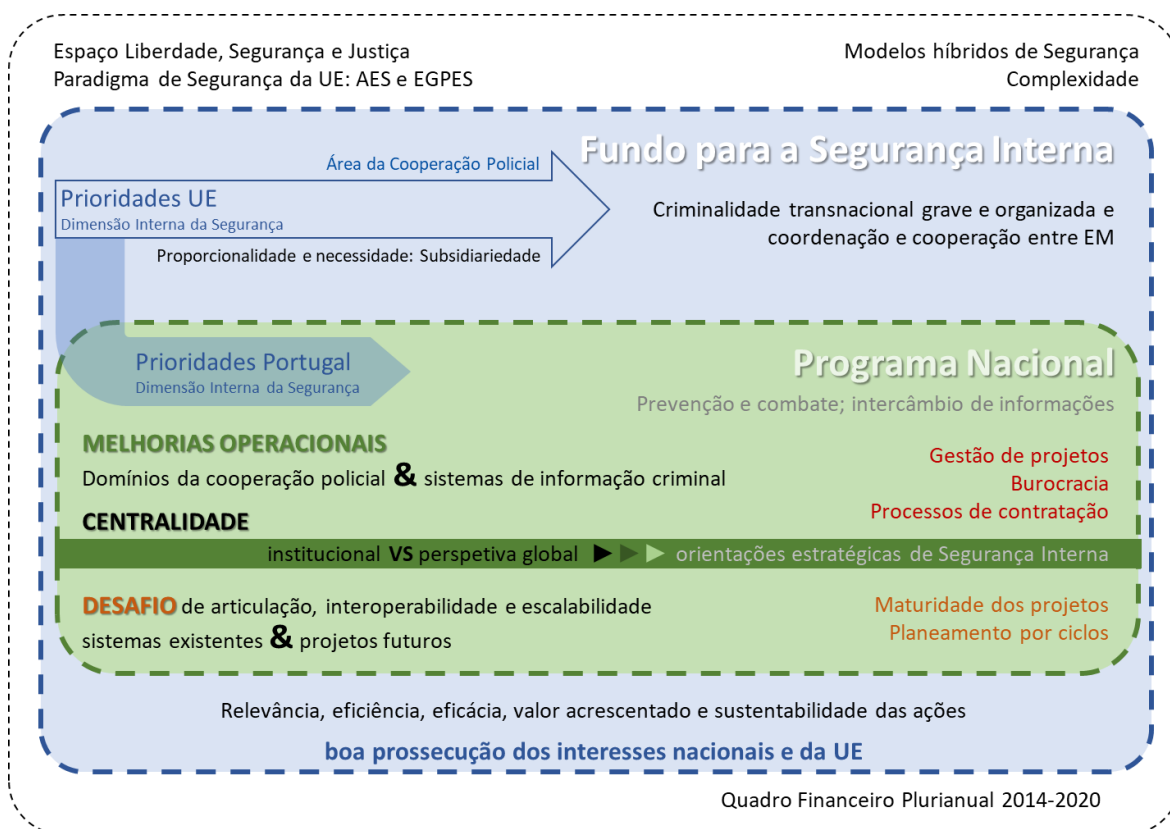 Espaço Liberdade, Segurança e Justiça
Paradigma de Segurança da UE: AES e EGPES
Modelos híbridos de Segurança
Complexidade
Fundo para a Segurança Interna
Área da Cooperação Policial
Prioridades UE
Dimensão Interna da Segurança
Proporcionalidade e necessidade: Subsidiariedade
Criminalidade transnacional grave e organizada e
coordenação e cooperação entre EM
Prioridades Portugal
Dimensão Interna da Segurança
Programa Nacional
Prevenção e combate; intercâmbio de informações
MELHORIAS OPERACIONAIS
Domínios da cooperação policial & sistemas de informação criminal
Gestão de projetos
Burocracia
Processos de contratação
CENTRALIDADE
institucional VS perspetiva global ▶ ▶ ▶ orientações estratégicas de Segurança Interna
DESAFIO de articulação, interoperabilidade e escalabilidade
sistemas existentes & projetos futuros
Maturidade dos projetos
Planeamento por ciclos
Relevância, eficiência, eficácia, valor acrescentado e sustentabilidade das ações
boa prossecução dos interesses nacionais e da UE
Quadro Financeiro Plurianual 2014-2020